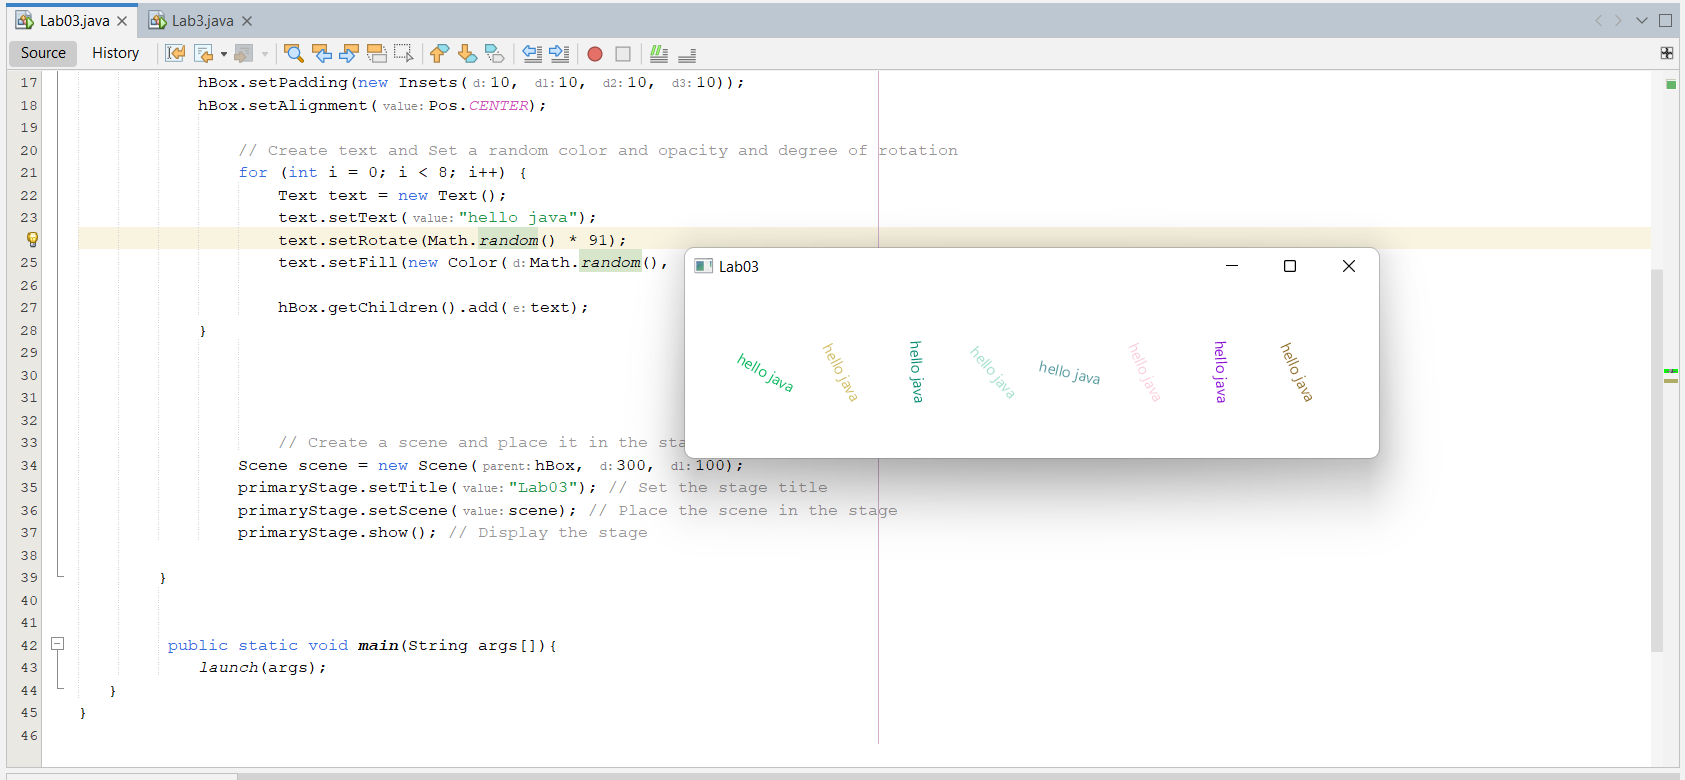 Lab03.java
Lab3.java
Source
History
17 hBox.setPadding(new Insets( d: 10, d1: 10, d2: 10, d3: 10));
18 hBox.setAlignment( value: Pos.CENTER);
19
20 // Create text and Set a random color and opacity and degree of rotation
21 for (int i = 0; i < 8; i++) {
22 Text text = new Text();
23 text.setText( value: "hello java");
text.setRotate(Math.random() * 91);
25 text.setFill(new Color( d: Math.random(),
26
27 hBox.getChildren().add( e: text);
28 }
29
30
31
32
33 // Create a scene and place it in the sta
34 Scene scene = new Scene( parent: hBox, d: 300, d1: 100);
35 primaryStage.setTitle( value: "Lab03"); // Set the stage title
36 primaryStage.setScene( value: scene); // Place the scene in the stage
37 primaryStage.show(); // Display the stage
38
39 }
40
41
42 public static void main(String args[]){
43 launch(args);
44 }
45 }
46
Lab03
hello java
hello java
hello java
hello java
hello java
hello java
hello java
hello java